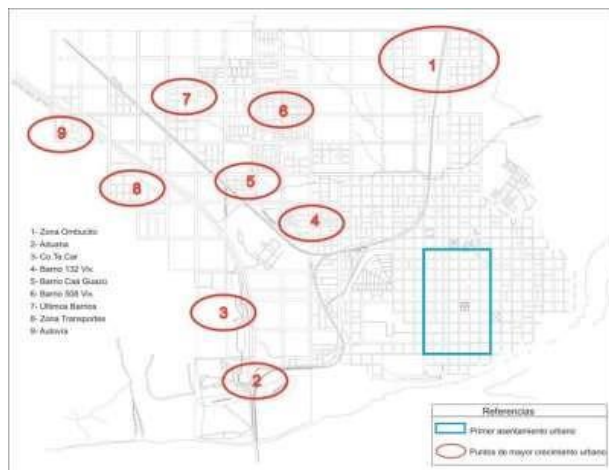 1
7
6
9
5
8
4
3
2
1- Zona Ombucito
2- Aduana
3- Co.Te.Car
4- Barrio 132 Viv.
5- Barrio Caá Guazú
6- Barrio 508 Viv.
7- Últimos Barrios
8- Zona Transportes
9- Autovía
Referencias
Primer asentamiento urbano
Puntos de mayor crecimiento urbano